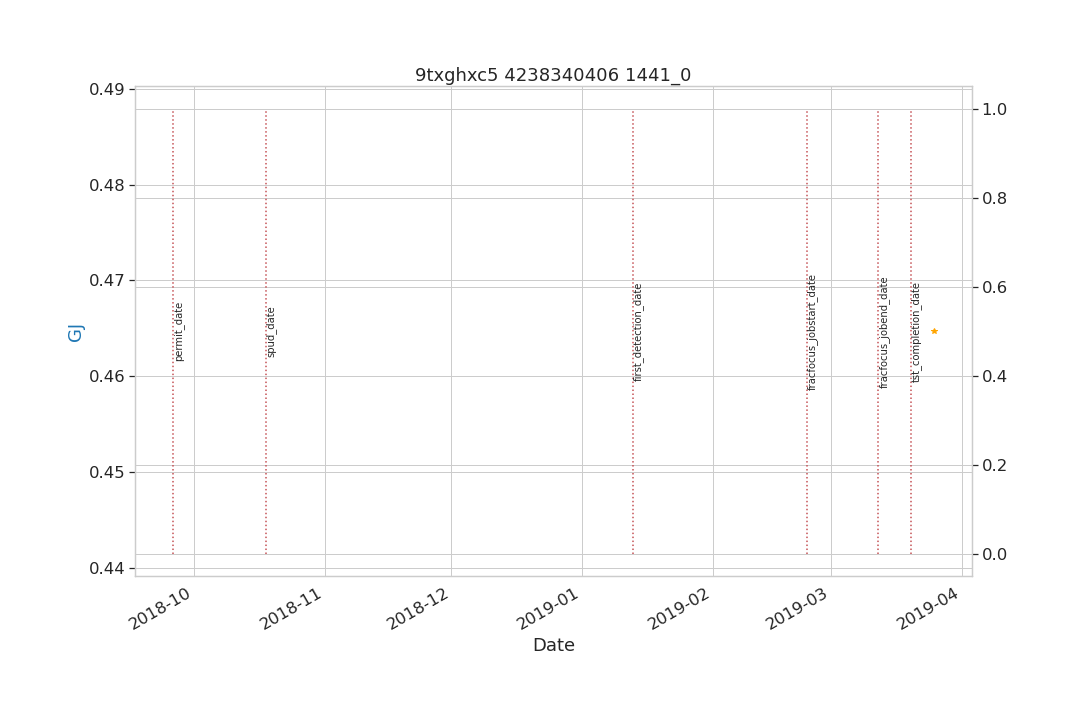 9txghxc5 4238340406 1441_0
0.49
0.48
0.47
0.46
0.45
0.44
GJ
1.0
0.8
0.6
0.4
0.2
0.0
permit_date
spud_date
first_detection_date
fracfocus_jobstart_date
fracfocus_jobend_date
tst_completion_date
2018-10
2018-11
2018-12
2019-01
2019-02
2019-03
2019-04
Date